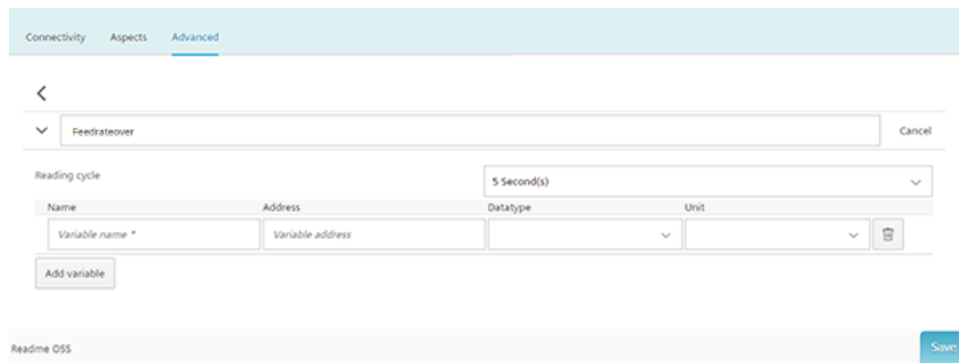 Connectivity Aspects Advanced
Feedrateover Cancel
Reading cycle 5 Second(s)
Name Address Datatype Unit
Variable name * Variable address
Add variable
Readme OSS Save